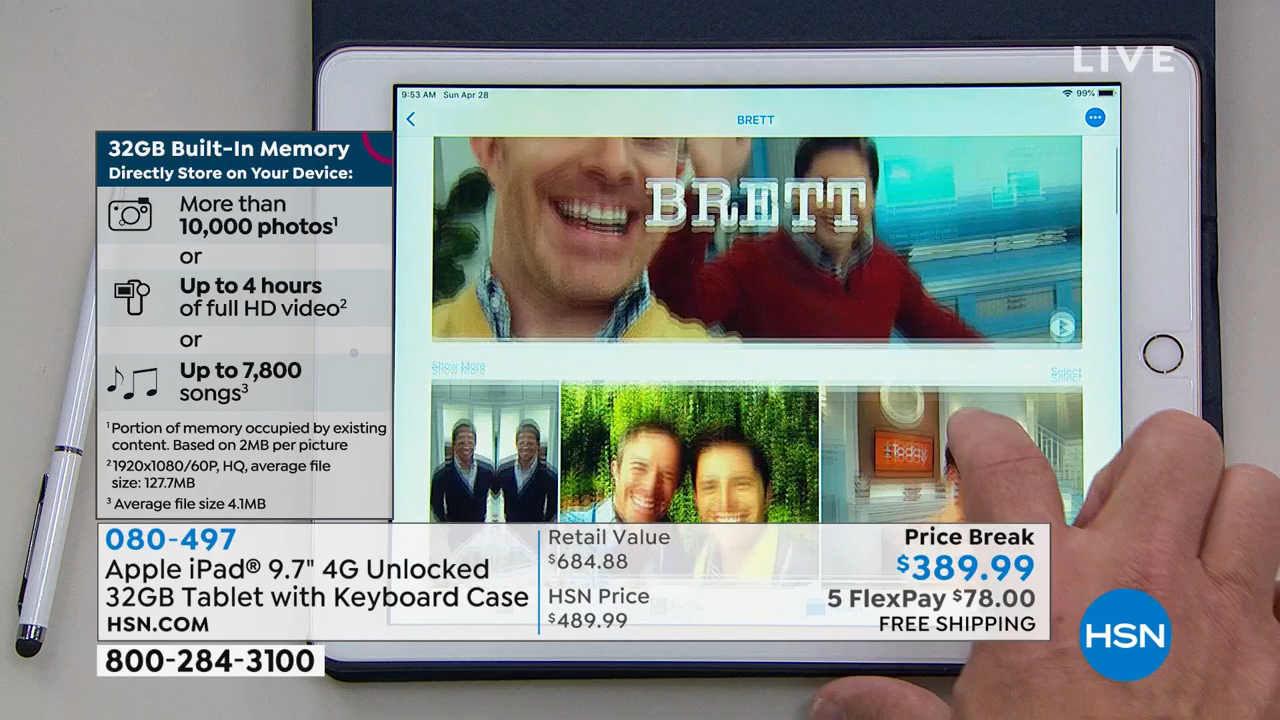 LIVE
9:53 AM Sun Apr 28
99%
BRETT
BRETT
Show More
Select
#Today
32GB Built-In Memory
Directly Store on Your Device:
More than
10,000 photos¹
or
Up to 4 hours
of full HD video²
or
Up to 7,800
songs³
¹ Portion of memory occupied by existing
content. Based on 2MB per picture
² 1920x1080/60P, HQ, average file
size: 127.7MB
³ Average file size 4.1MB
080-497
Apple iPad® 9.7" 4G Unlocked
32GB Tablet with Keyboard Case
HSN.COM
Retail Value
$684.88
HSN Price
$489.99
Price Break
$389.99
5 FlexPay $78.00
FREE SHIPPING
800-284-3100
HSN